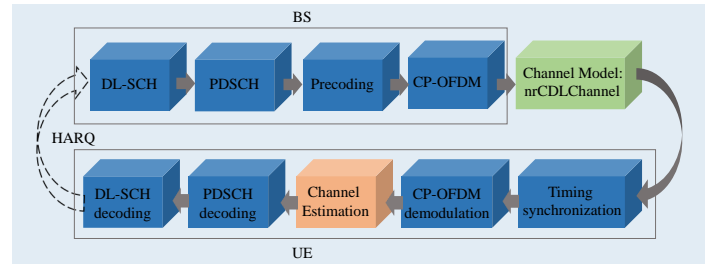 BS
DL-SCH
PDSCH
Precoding
CP-OFDM
Channel Model:
nrCDLChannel
HARQ
DL-SCH
decoding
PDSCH
decoding
Channel
Estimation
CP-OFDM
demodulation
Timing
synchronization
UE